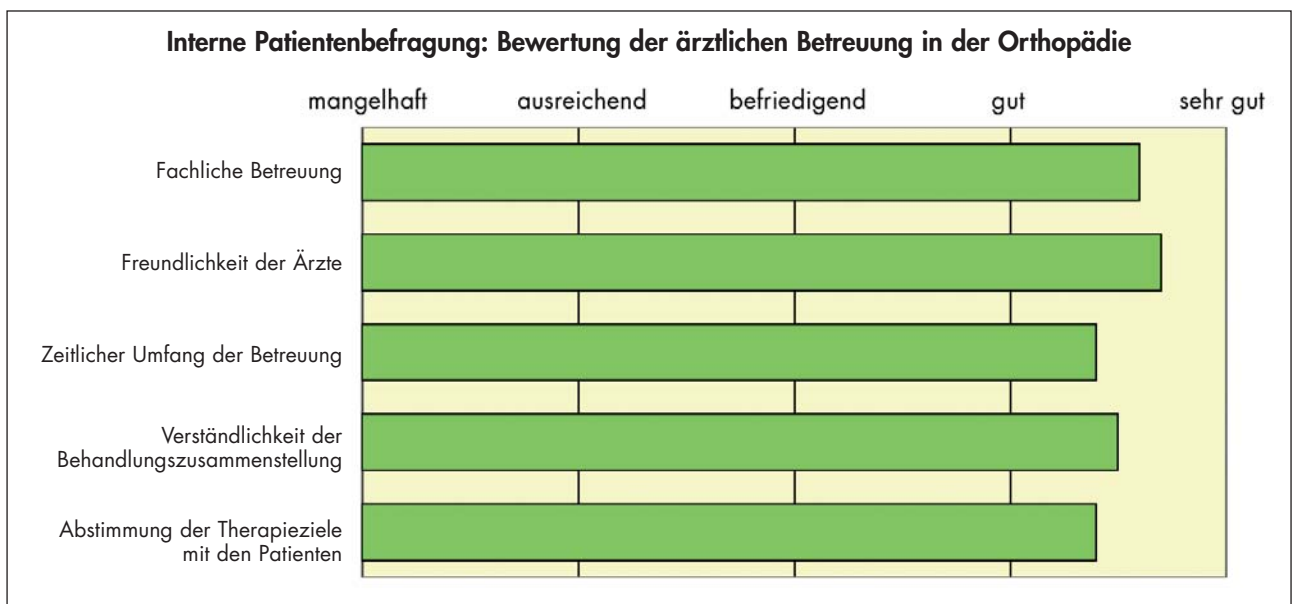 Interne Patientenbefragung: Bewertung der ärztlichen Betreuung in der Orthopädie
mangelhaft ausreichend befriedigend gut sehr gut
Fachliche Betreuung
Freundlichkeit der Ärzte
Zeitlicher Umfang der Betreuung
Verständlichkeit der
Behandlungszusammenstellung
Abstimmung der Therapieziele
mit den Patienten